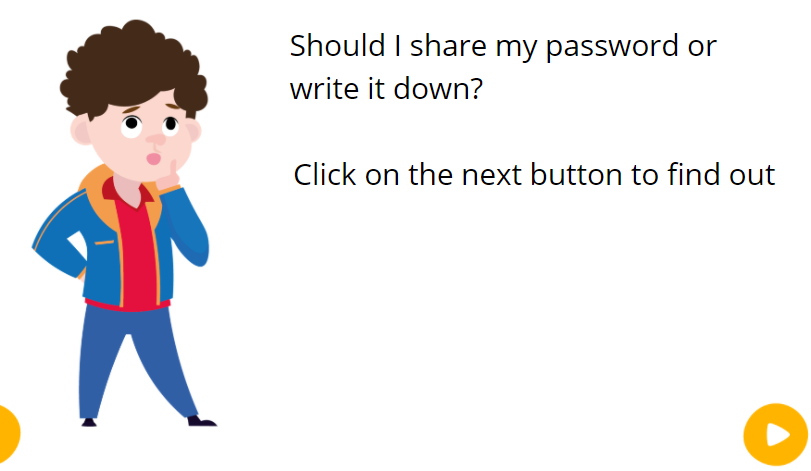 Should I share my password or
write it down?
Click on the next button to find out